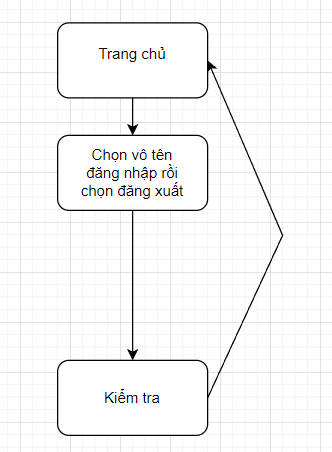 Trang chủ
Chọn vô tên
đăng nhập rồi
chọn đăng xuất
Kiểm tra